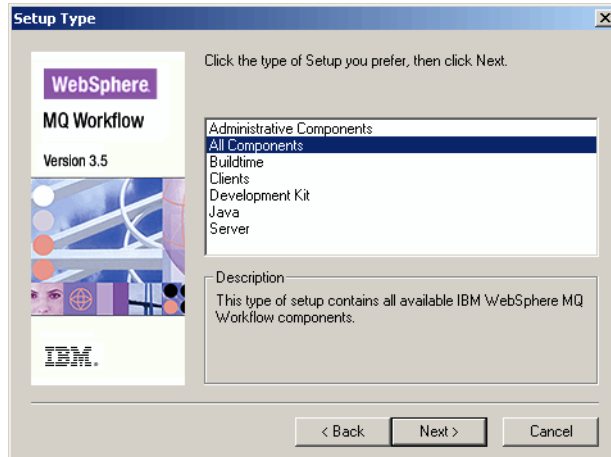 Setup Type
WebSphere.
MQ Workflow
Version 3.5
IBM.
Click the type of Setup you prefer, then click Next.
Administrative Components
All Components
Buildtime
Clients
Development Kit
Java
Server
Description
This type of setup contains all available IBM WebSphere MQ
Workflow components.
< Back
Next >
Cancel